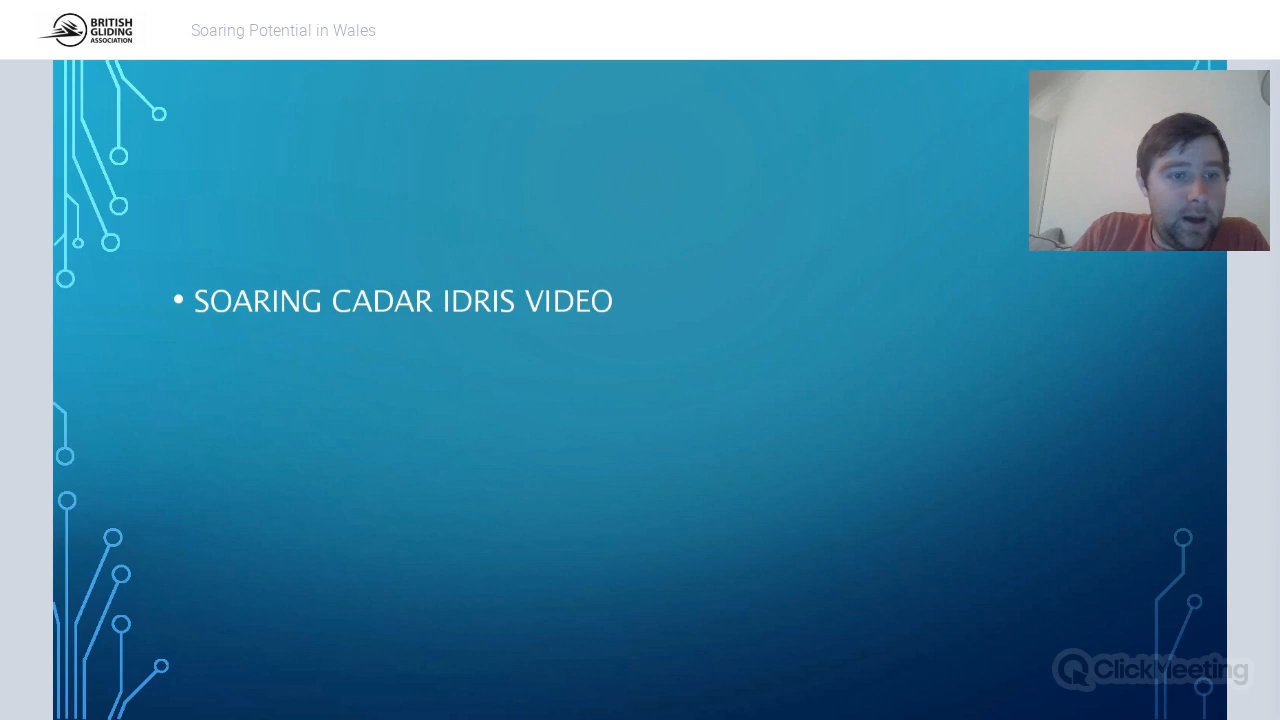 BRITISH
GLIDING
ASSOCIATION
Soaring Potential in Wales
• SOARING CADAR IDRIS VIDEO
ClickMeeting